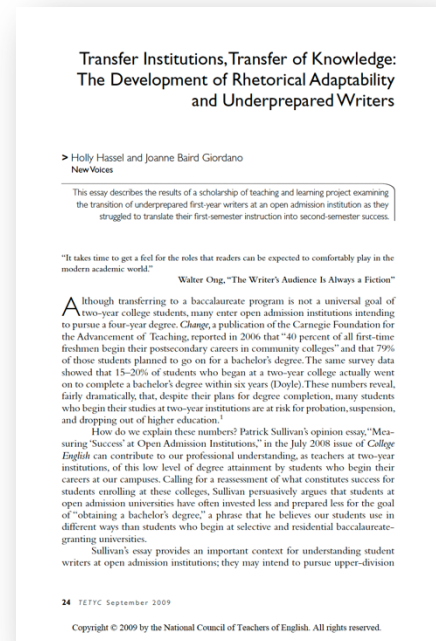 Transfer Institutions, Transfer of Knowledge:
The Development of Rhetorical Adaptability
and Underprepared Writers
> Holly Hassel and Joanne Baird Giordano
New Voices
This essay describes the results of a scholarship of teaching and learning project examining
the transition of underprepared first-year writers at an open admission institution as they
struggled to translate their first-semester instruction into second-semester success.
“It takes time to get a feel for the roles that readers can be expected to comfortably play in the
modern academic world.”
Walter Ong, “The Writer’s Audience Is Always a Fiction”
Although transferring to a baccalaureate program is not a universal goal of
two-year college students, many enter open admission institutions intending
to pursue a four-year degree. Change, a publication of the Carnegie Foundation for
the Advancement of Teaching, reported in 2006 that “40 percent of all first-time
freshmen begin their postsecondary careers in community colleges” and that 79%
of those students planned to go on for a bachelor’s degree. The same survey data
showed that 15–20% of students who began at a two-year college actually went
on to complete a bachelor’s degree within six years (Doyle). These numbers reveal,
fairly dramatically, that, despite their plans for degree completion, many students
who begin their studies at two-year institutions are at risk for probation, suspension,
and dropping out of higher education.1
How do we explain these numbers? Patrick Sullivan’s opinion essay, “Mea-
suring ‘Success’ at Open Admission Institutions,” in the July 2008 issue of College
English can contribute to our professional understanding, as teachers at two-year
institutions, of this low level of degree attainment by students who begin their
careers at our campuses. Calling for a reassessment of what constitutes success for
students enrolling at these colleges, Sullivan persuasively argues that students at
open admission universities have often invested less and prepared less for the goal
of “obtaining a bachelor’s degree,” a phrase that he believes our students use in
different ways than students who begin at selective and residential baccalaureate-
granting universities.
Sullivan’s essay provides an important context for understanding student
writers at open admission institutions; they may intend to pursue upper-division
24 TETYC September 2009
Copyright © 2009 by the National Council of Teachers of English. All rights reserved.